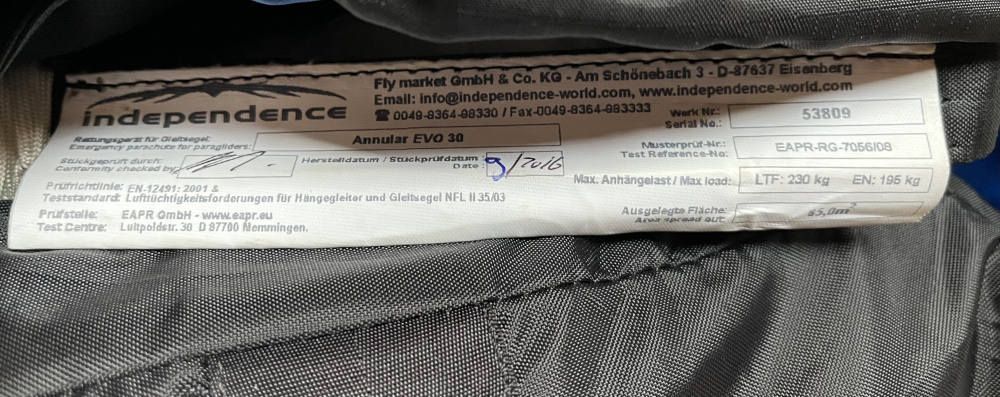 independence
Fly market GmbH & Co. KG - Am Schönebach 3 - D-87637 Eisenberg
Email: info@independence-world.com, www.independence-world.com
☎ 0049-8364-98330 / Fax-0049-8364-983333
Werk Nr.:
Serial No.:
53809
Rettungsgerät für Gleitsegel:
Emergency parachute for paragliders:
Annular EVO 30
Musterprüf-Nr.:
Test Reference-No:
EAPR-RG-7056/08
Stückgeprüft durch:
Conformity checked by:
Herstelldatum / Stückprüfdatum
Date :
9/2016
Max. Anhängelast / Max load:
LTF: 230 kg EN: 195 kg
Prüfrichtlinie: EN-12491: 2001 &
Teststandard: Lufttüchtigkeitsforderungen für Hängegleiter und Gleitsegel NFL II 35/03
Prüfstelle: EAPR GmbH - www.eapr.eu
Test Centre: Luitpoldstr. 30 D 87700 Memmingen.
Ausgelegte Fläche:
Area spread out:
m²